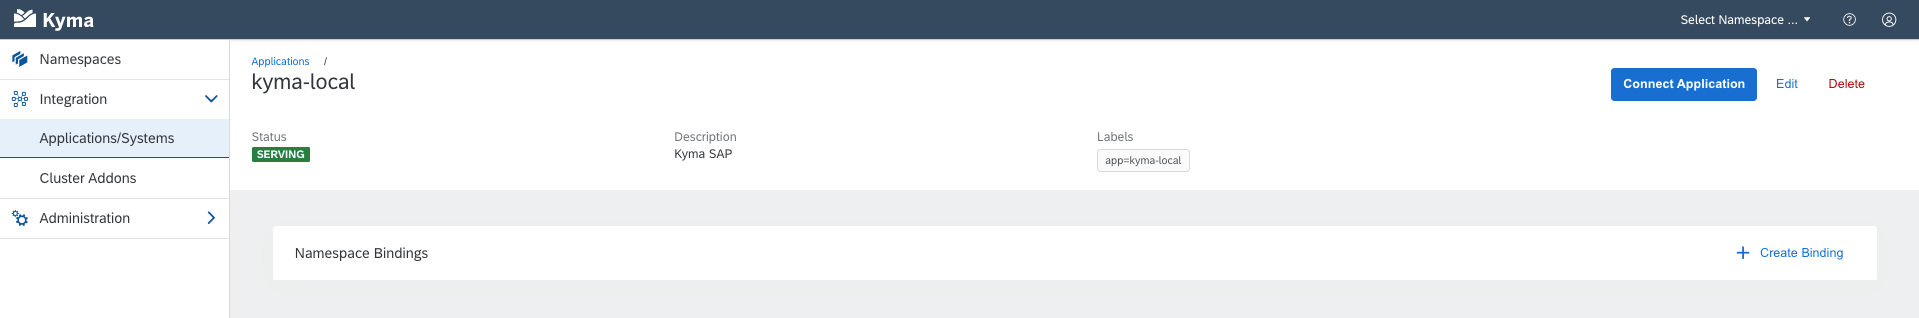 Kyma
Select Namespace ...
Namespaces
Integration
Applications/Systems
Cluster Addons
Administration
Applications /
kyma-local
Connect Application
Edit
Delete
Status
SERVING
Description
Kyma SAP
Labels
app=kyma-local
Namespace Bindings
Create Binding